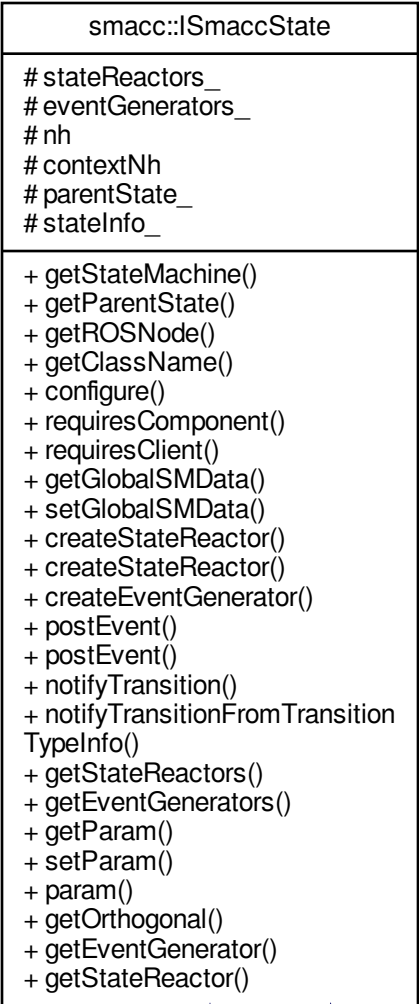 smacc::ISmaccState
# stateReactors_
# eventGenerators_
# nh
# contextNh
# parentState_
# stateInfo_
+ getStateMachine()
+ getParentState()
+ getROSNode()
+ getClassName()
+ configure()
+ requiresComponent()
+ requiresClient()
+ getGlobalSMData()
+ setGlobalSMData()
+ createStateReactor()
+ createStateReactor()
+ createEventGenerator()
+ postEvent()
+ postEvent()
+ notifyTransition()
+ notifyTransitionFromTransition
TypeInfo()
+ getStateReactors()
+ getEventGenerators()
+ getParam()
+ setParam()
+ param()
+ getOrthogonal()
+ getEventGenerator()
+ getStateReactor()